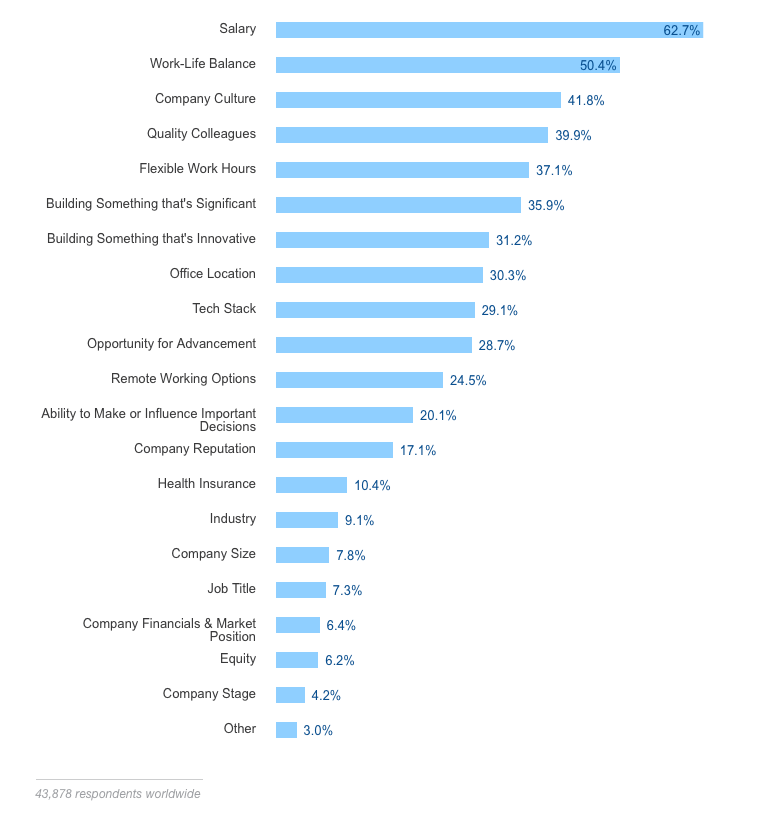 Salary 62.7%
Work-Life Balance 50.4%
Company Culture 41.8%
Quality Colleagues 39.9%
Flexible Work Hours 37.1%
Building Something that's Significant 35.9%
Building Something that's Innovative 31.2%
Office Location 30.3%
Tech Stack 29.1%
Opportunity for Advancement 28.7%
Remote Working Options 24.5%
Ability to Make or Influence Important
Decisions
20.1%
Company Reputation 17.1%
Health Insurance 10.4%
Industry 9.1%
Company Size 7.8%
Job Title 7.3%
Company Financials & Market
Position
6.4%
Equity 6.2%
Company Stage 4.2%
Other 3.0%
43,878 respondents worldwide